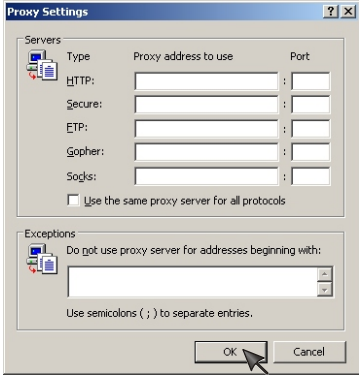 Proxy Settings
Servers
Type Proxy address to use Port
HTTP: :
Secure: :
FTP: :
Gopher: :
Socks: :
Use the same proxy server for all protocols
Exceptions
Do not use proxy server for addresses beginning with:
Use semicolons ( ; ) to separate entries.
OK Cancel